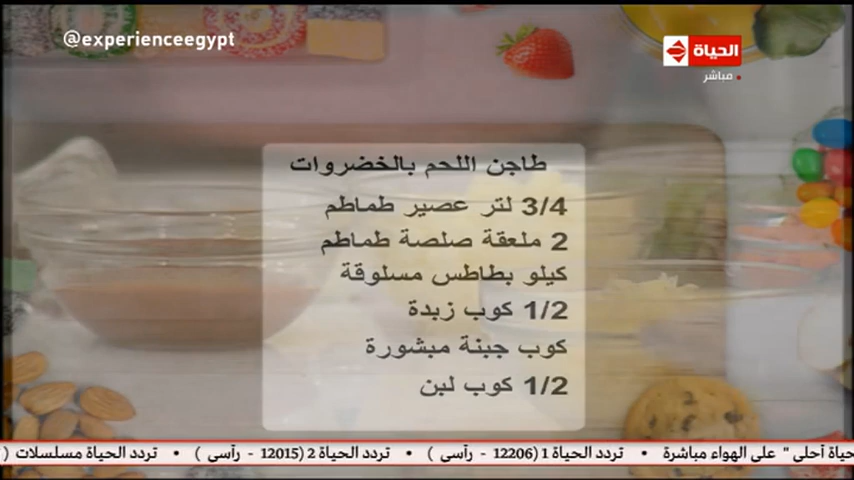 @experienceegypt
الحياة
مباشر
طاجن اللحم بالخضروات
3/4 لتر عصير طماطم
2 ملعقة صلصة طماطم
كيلو بطاطس مسلوقة
1/2 كوب زبدة
كوب جبنة مبشورة
1/2 كوب لبن
حياة أحلى " على الهواء مباشرة • تردد الحياة 1 (12206 - رأسى ) • تردد الحياة 2 (12015 - رآسى ) • تردد الحياة مسلسلات (